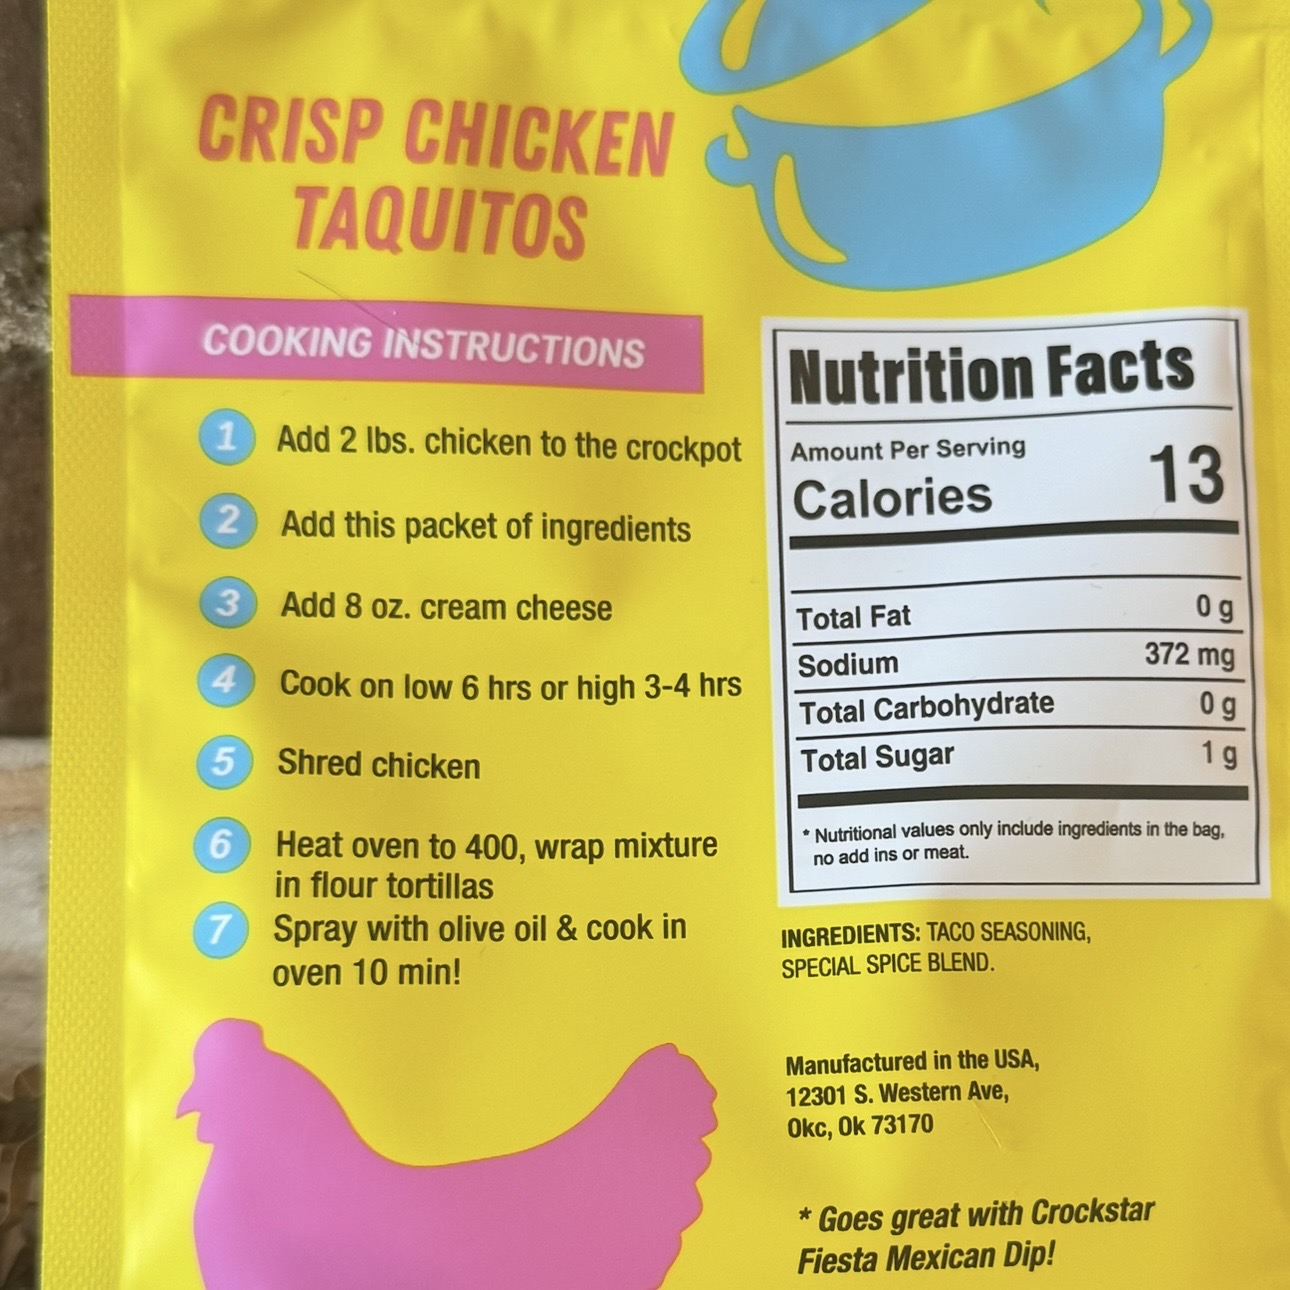 CRISP CHICKEN
TAQUITOS
COOKING INSTRUCTIONS
1 Add 2 lbs. chicken to the crockpot
2 Add this packet of ingredients
3 Add 8 oz. cream cheese
4 Cook on low 6 hrs or high 3-4 hrs
5 Shred chicken
6 Heat oven to 400, wrap mixture
in flour tortillas
7 Spray with olive oil & cook in
oven 10 min!
Nutrition Facts
Amount Per Serving
Calories 13
Total Fat 0 g
Sodium 372 mg
Total Carbohydrate 0 g
Total Sugar 1 g
* Nutritional values only include ingredients in the bag,
no add ins or meat.
INGREDIENTS: TACO SEASONING,
SPECIAL SPICE BLEND.
Manufactured in the USA,
12301 S. Western Ave,
Okc, Ok 73170
* Goes great with Crockstar
Fiesta Mexican Dip!